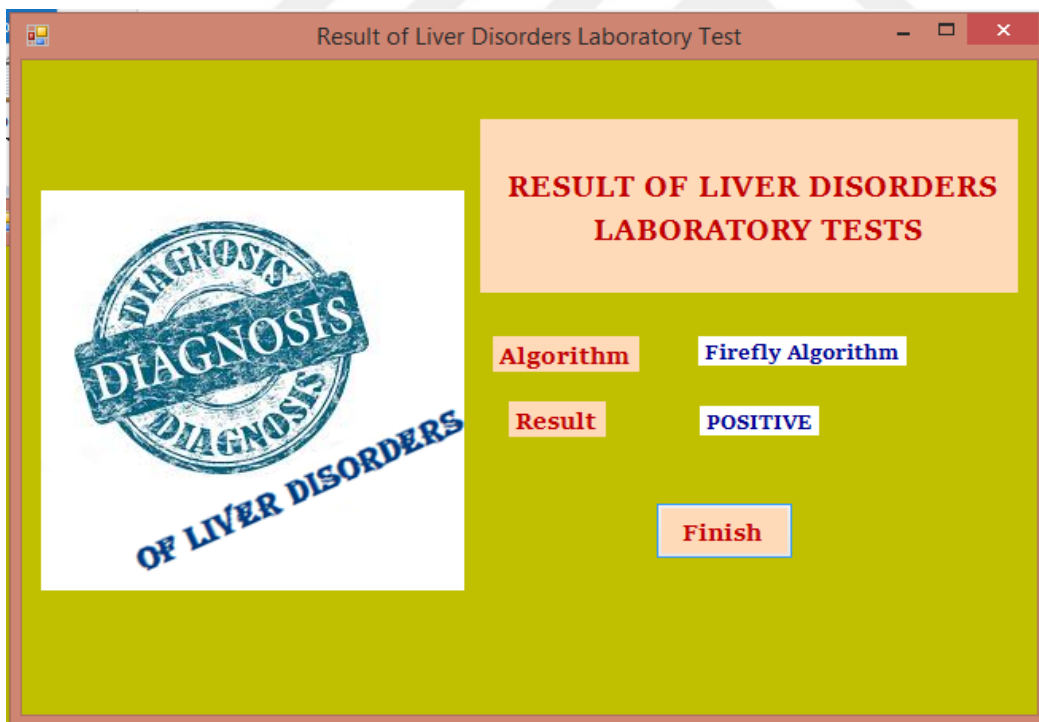 Result of Liver Disorders Laboratory Test
RESULT OF LIVER DISORDERS
LABORATORY TESTS
DIAGNOSIS
DIAGNOSIS
DIAGNOSIS
DIAGNOSIS
OF LIVER DISORDERS
Algorithm
Firefly Algorithm
Result
POSITIVE
Finish